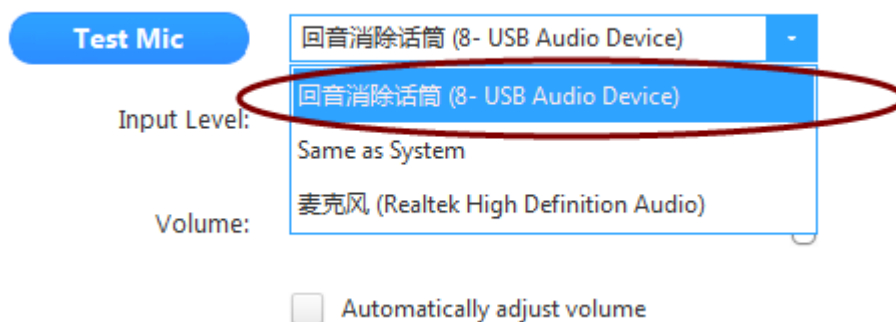 Test Mic
回音消除话筒 (8- USB Audio Device)
回音消除话筒 (8- USB Audio Device)
Input Level:
Same as System
麦克风 (Realtek High Definition Audio)
Volume:
Automatically adjust volume